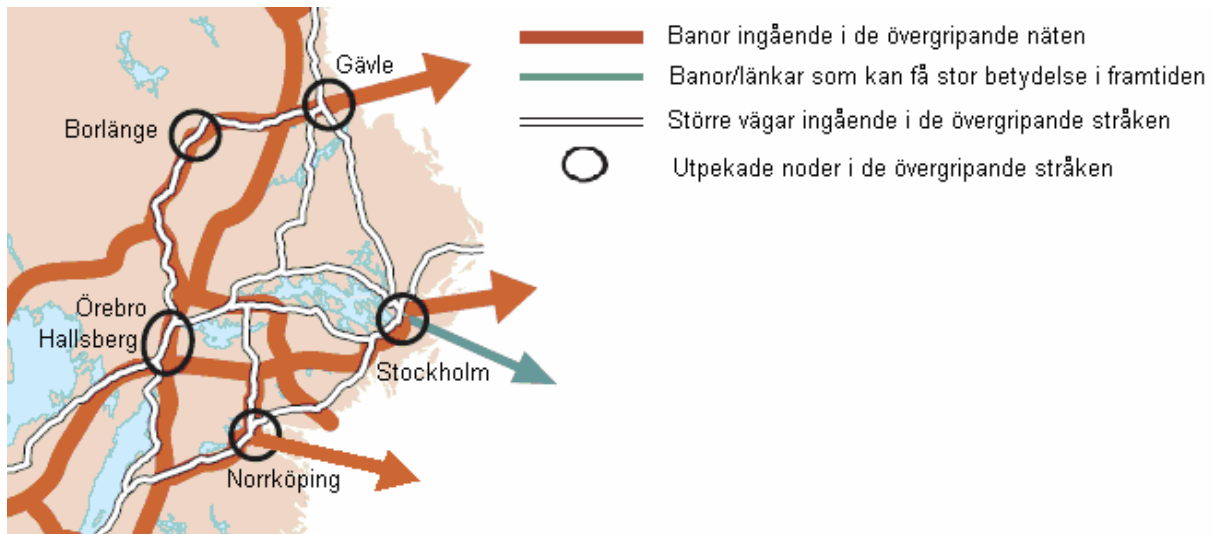 Gävle
Borlänge
Örebro
Hallsberg
Stockholm
Norrköping
Banor ingående i de övergripande näten
Banor/länkar som kan få stor betydelse i framtiden
Större vägar ingående i de övergripande stråken
Utpekade noder i de övergripande stråken